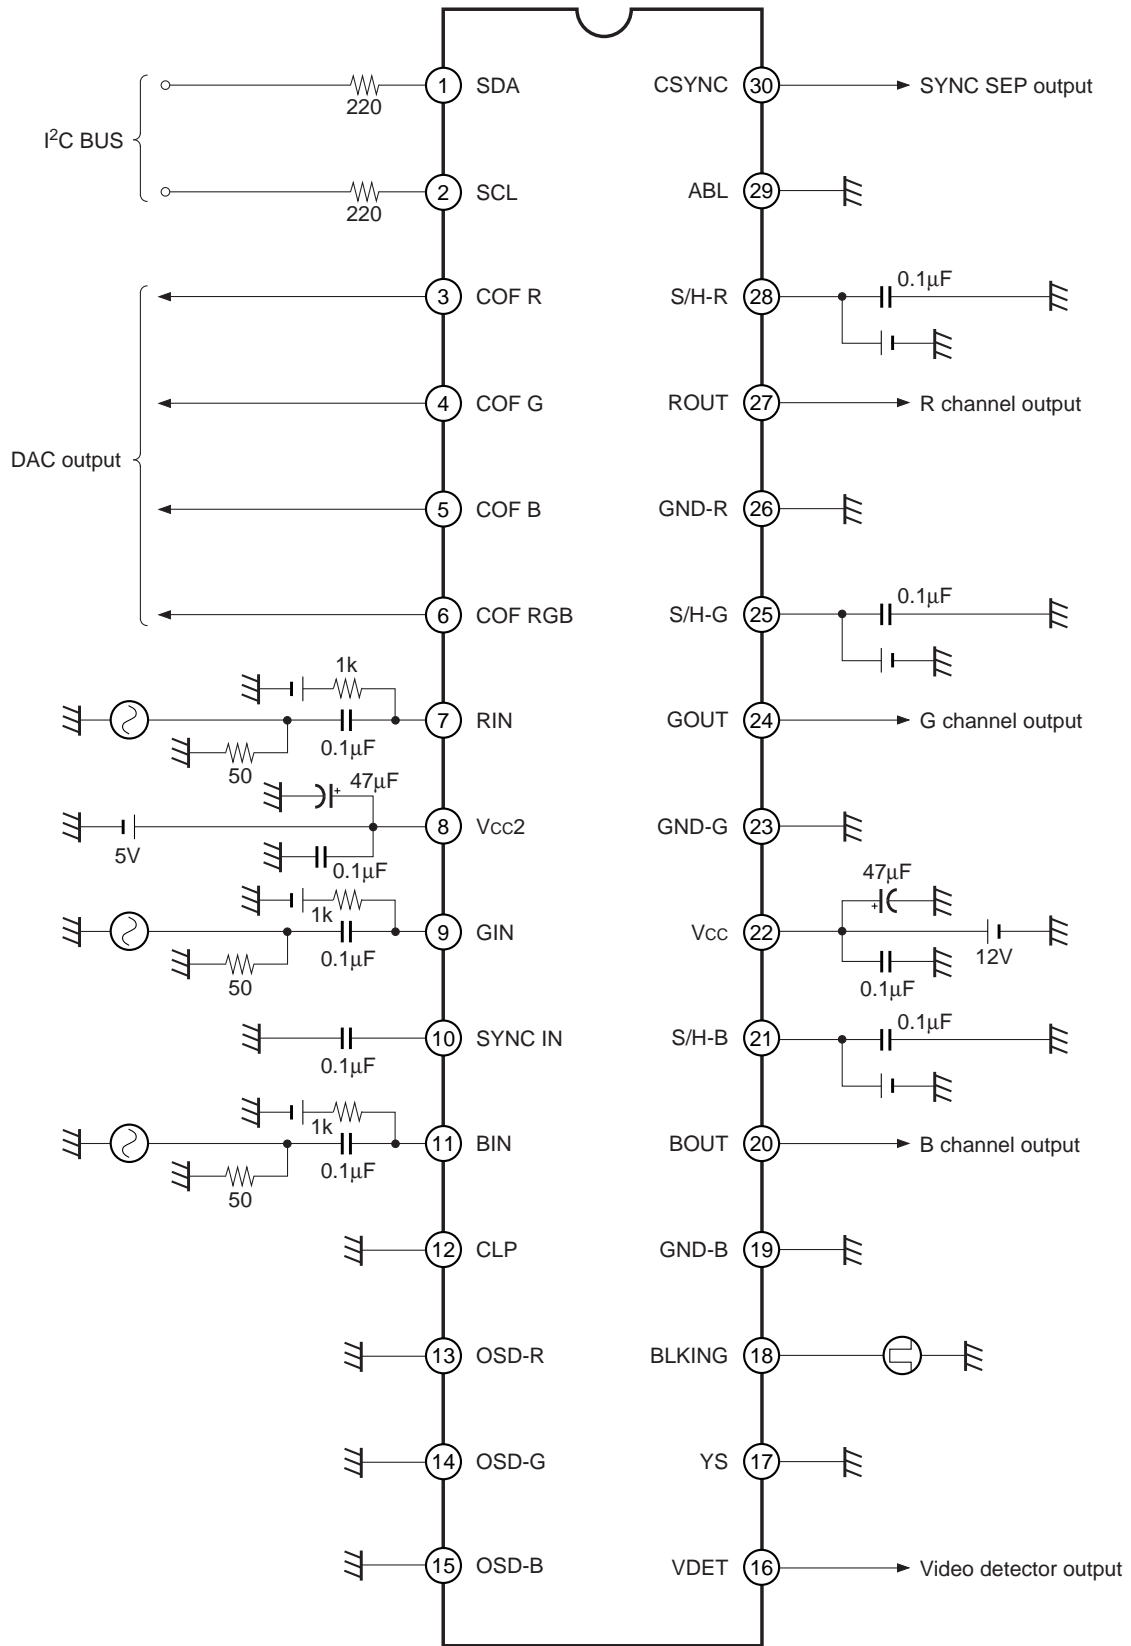 1 SDA
220
I²C BUS
2 SCL
220
3 COF R
4 COF G
DAC output
5 COF B
6 COF RGB
1k
7 RIN
0.1µF
50
47µF
+
8 Vcc2
5V
0.1µF
1k
9 GIN
0.1µF
50
10 SYNC IN
0.1µF
1k
11 BIN
0.1µF
50
12 CLP
13 OSD-R
14 OSD-G
15 OSD-B
CSYNC 30 SYNC SEP output
ABL 29
0.1µF
S/H-R 28
ROUT 27 R channel output
GND-R 26
0.1µF
S/H-G 25
GOUT 24 G channel output
GND-G 23
47µF
+
Vcc 22
12V
0.1µF
0.1µF
S/H-B 21
BOUT 20 B channel output
GND-B 19
BLKING 18
YS 17
VDET 16 Video detector output